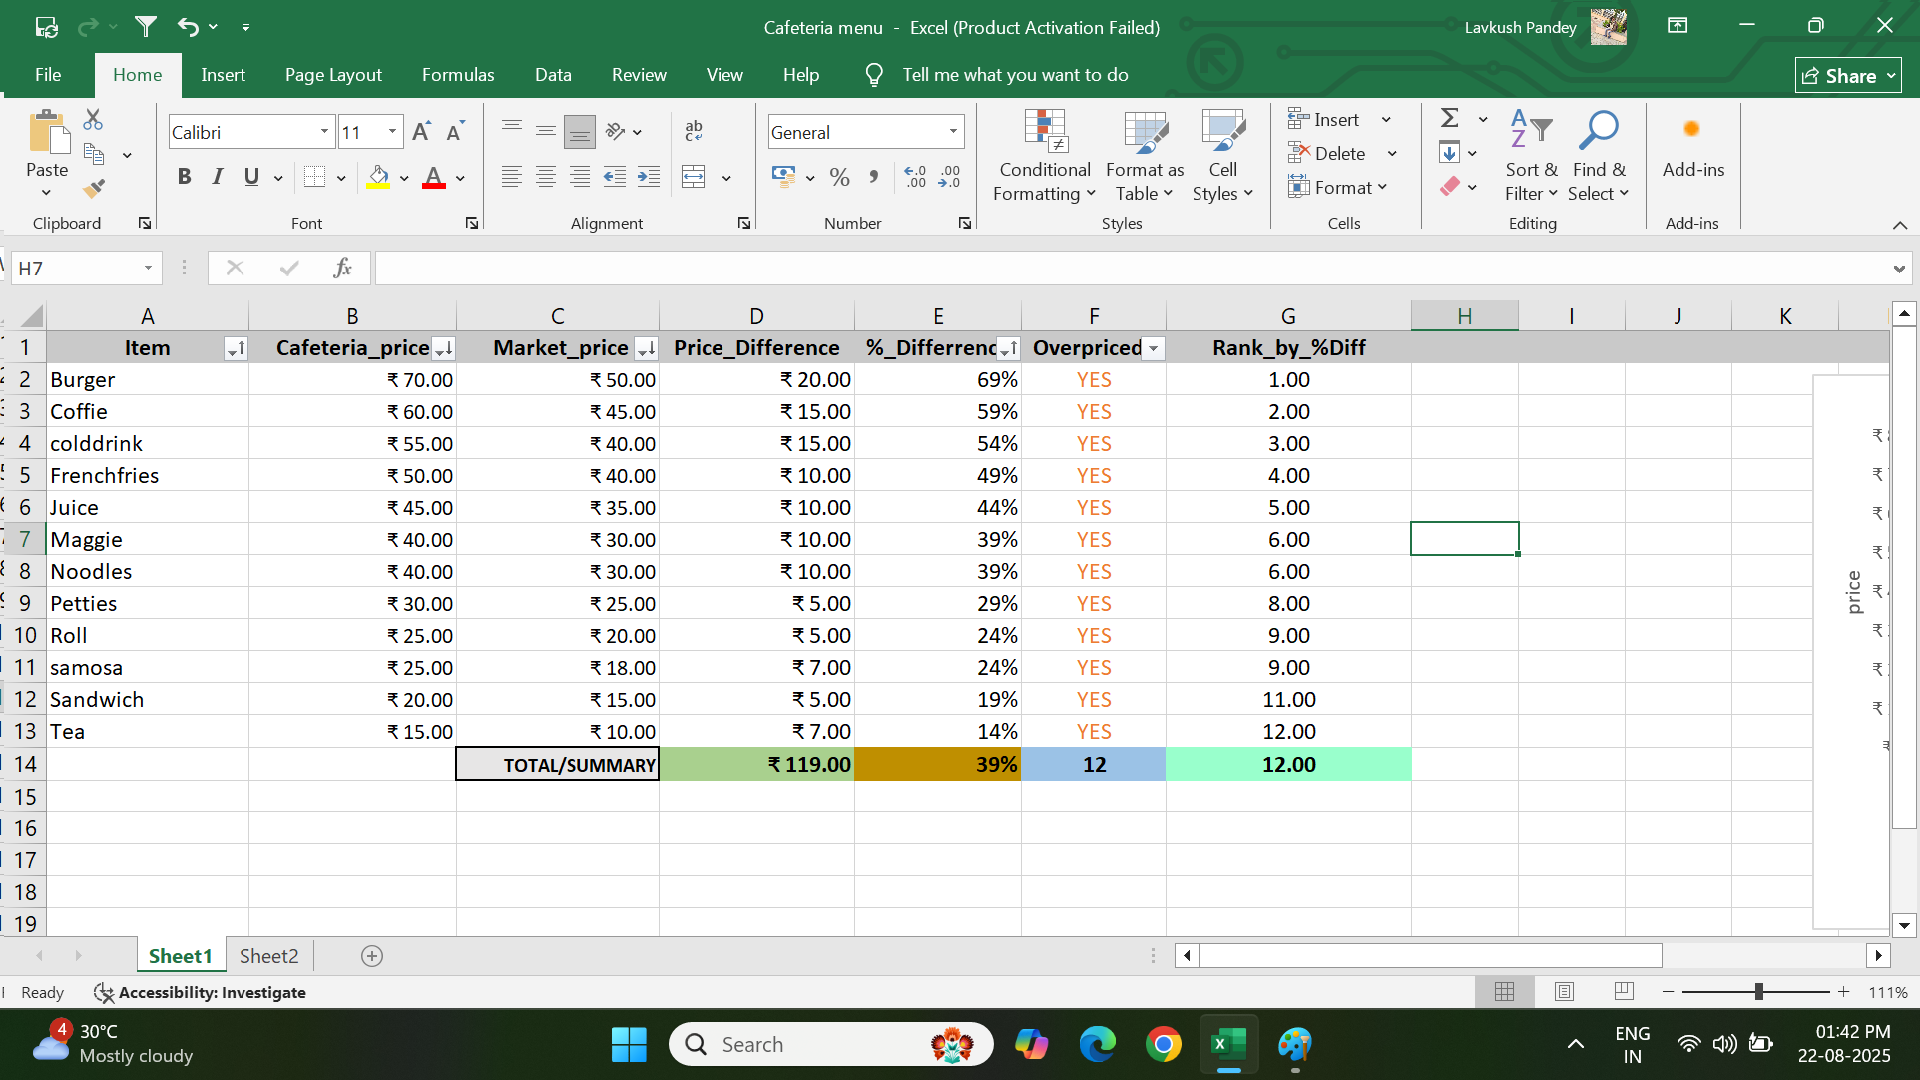 Cafeteria menu - Excel (Product Activation Failed)
Lavkush Pandey
File Home Insert Page Layout Formulas Data Review View Help Tell me what you want to do Share
Paste
Calibri 11
B I U
ab
General
% .00 .00
Conditional Formatting
Format as Table
Cell Styles
Insert
Delete
Format
Sort & Filter
Find & Select
Add-ins
Clipboard Font Alignment Number Styles Cells Editing Add-ins
H7 fx
A B C D E F G H I J K
1 Item Cafeteria_price Market_price Price_Difference %_Differrenc Overpriced Rank_by_%Diff
2 Burger ₹ 70.00 ₹ 50.00 ₹ 20.00 69% YES 1.00
3 Coffie ₹ 60.00 ₹ 45.00 ₹ 15.00 59% YES 2.00
4 colddrink ₹ 55.00 ₹ 40.00 ₹ 15.00 54% YES 3.00
5 Frenchfries ₹ 50.00 ₹ 40.00 ₹ 10.00 49% YES 4.00
6 Juice ₹ 45.00 ₹ 35.00 ₹ 10.00 44% YES 5.00
7 Maggie ₹ 40.00 ₹ 30.00 ₹ 10.00 39% YES 6.00
8 Noodles ₹ 40.00 ₹ 30.00 ₹ 10.00 39% YES 6.00
9 Petties ₹ 30.00 ₹ 25.00 ₹ 5.00 29% YES 8.00
10 Roll ₹ 25.00 ₹ 20.00 ₹ 5.00 24% YES 9.00
11 samosa ₹ 25.00 ₹ 18.00 ₹ 7.00 24% YES 9.00
12 Sandwich ₹ 20.00 ₹ 15.00 ₹ 5.00 19% YES 11.00
13 Tea ₹ 15.00 ₹ 10.00 ₹ 7.00 14% YES 12.00
14 TOTAL/SUMMARY ₹ 119.00 39% 12 12.00
15
16
17
18
19
price
Sheet1 Sheet2
Ready Accessibility: Investigate 111%
4 30°C
Mostly cloudy
Search
ENG
IN
01:42 PM
22-08-2025